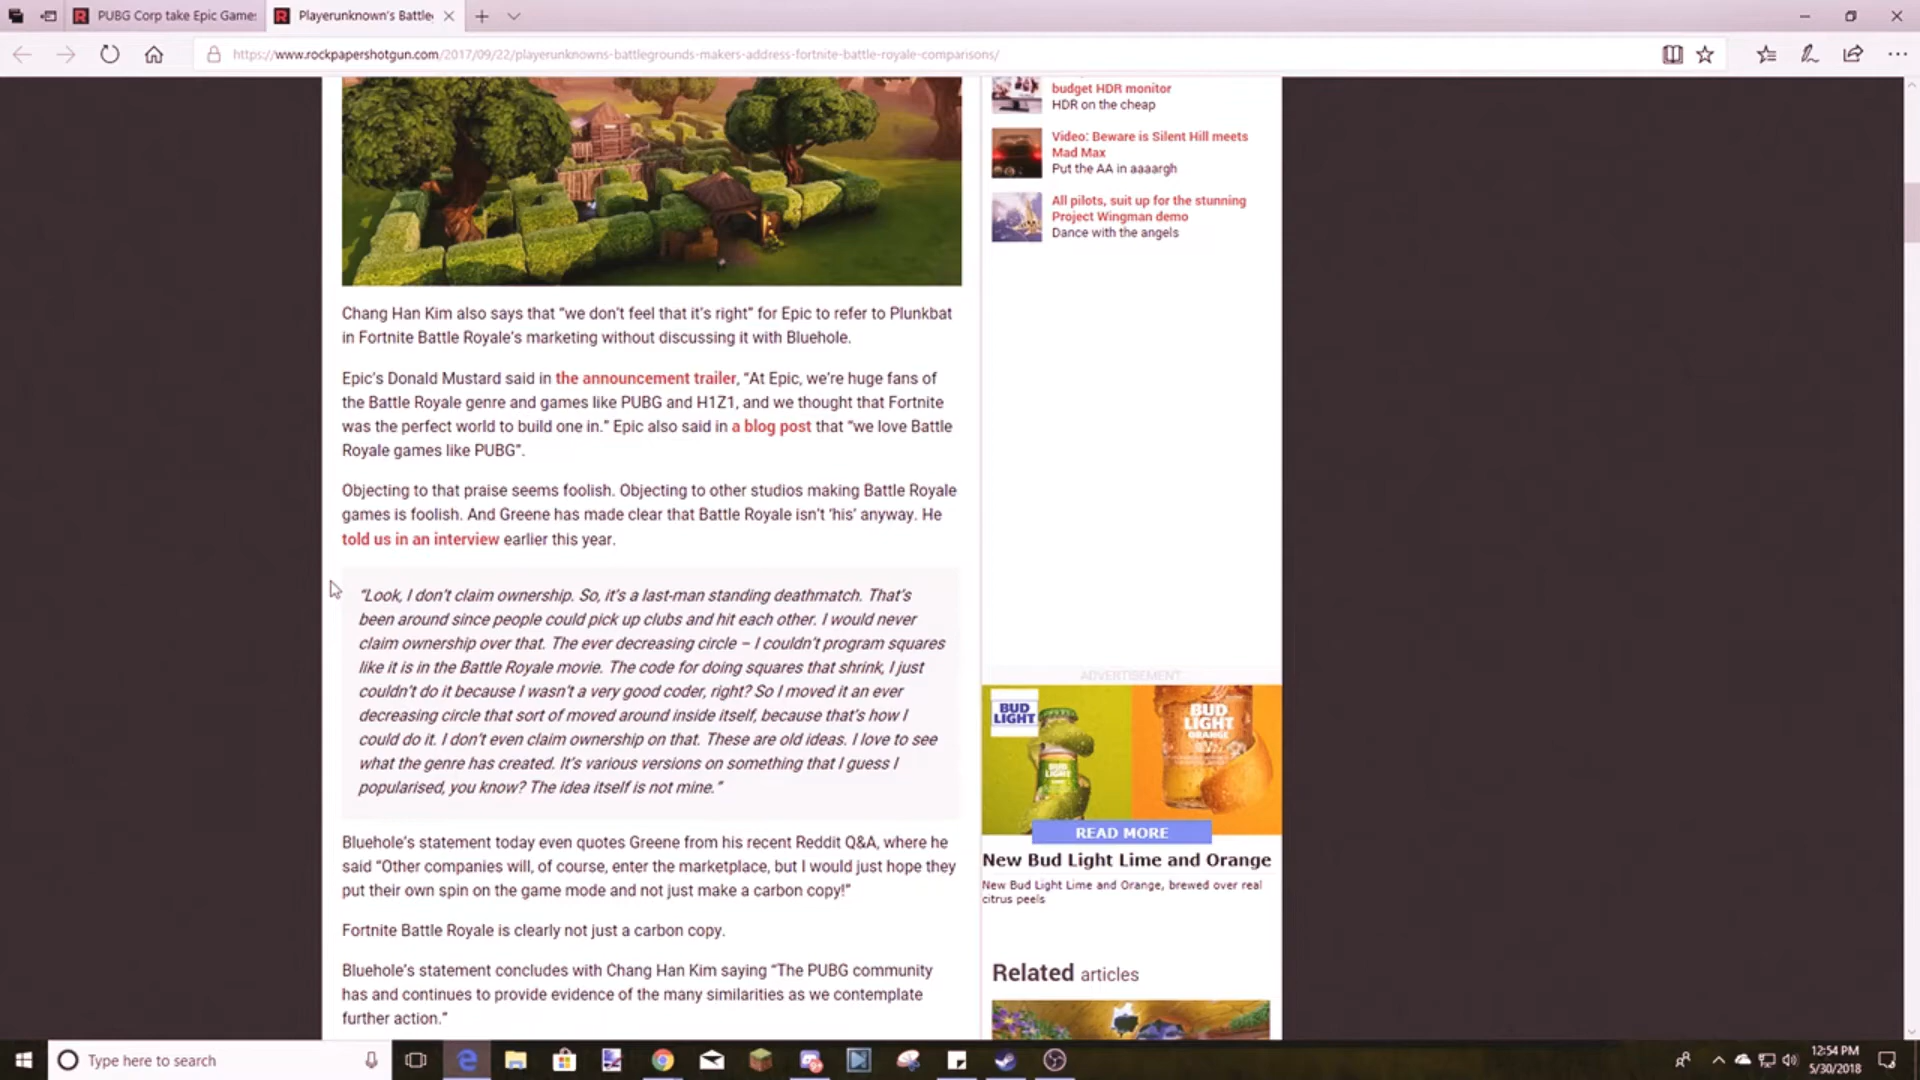 PUBG Corp take Epic Game
Playerunknown's Battle
https://www.rockpapershotgun.com/2017/09/22/playerunknowns-battlegrounds-makers-address-fortnite-battle-royale-comparisons/
budget HDR monitor
HDR on the cheap
Video: Beware is Silent Hill meets
Mad Max
Put the AA in aaaargh
All pilots, suit up for the stunning
Project Wingman demo
Dance with the angels
Chang Han Kim also says that “we don’t feel that it’s right” for Epic to refer to Plunkbat
in Fortnite Battle Royale’s marketing without discussing it with Bluehole.
Epic’s Donald Mustard said in the announcement trailer, “At Epic, we’re huge fans of
the Battle Royale genre and games like PUBG and H1Z1, and we thought that Fortnite
was the perfect world to build one in.” Epic also said in a blog post that “we love Battle
Royale games like PUBG”.
Objecting to that praise seems foolish. Objecting to other studios making Battle Royale
games is foolish. And Greene has made clear that Battle Royale isn’t ‘his’ anyway. He
told us in an interview earlier this year.
“Look, I don’t claim ownership. So, it’s a last-man standing deathmatch. That’s
been around since people could pick up clubs and hit each other. I would never
claim ownership over that. The ever decreasing circle – I couldn’t program squares
like it is in the Battle Royale movie. The code for doing squares that shrink, I just
couldn’t do it because I wasn’t a very good coder, right? So I moved it an ever
decreasing circle that sort of moved around inside itself, because that’s how I
could do it. I don’t even claim ownership on that. These are old ideas. I love to see
what the genre has created. It’s various versions on something that I guess I
popularised, you know? The idea itself is not mine.”
Bluehole’s statement today even quotes Greene from his recent Reddit Q&A, where he
said “Other companies will, of course, enter the marketplace, but I would just hope they
put their own spin on the game mode and not just make a carbon copy!”
Fortnite Battle Royale is clearly not just a carbon copy.
Bluehole’s statement concludes with Chang Han Kim saying “The PUBG community
has and continues to provide evidence of the many similarities as we contemplate
further action.”
ADVERTISEMENT
BUD
LIGHT
BUD
LIGHT
ORANGE
READ MORE
New Bud Light Lime and Orange
New Bud Light Lime and Orange, brewed over real
citrus peels
Related articles
Type here to search
12:54 PM
5/30/2018